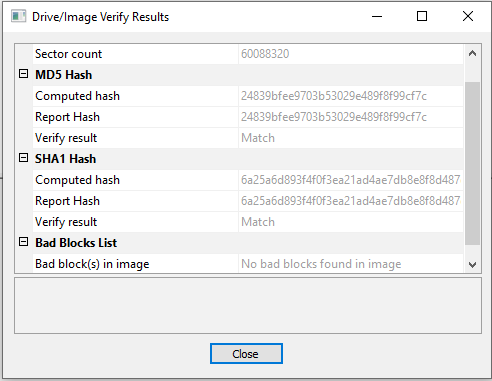 Drive/Image Verify Results
Sector count 60088320
MD5 Hash
Computed hash 24839bfee9703b53029e489f8f99cf7c
Report Hash 24839bfee9703b53029e489f8f99cf7c
Verify result Match
SHA1 Hash
Computed hash 6a25a6d893f4f0f3ea21ad4ae7db8e8f8d487
Report Hash 6a25a6d893f4f0f3ea21ad4ae7db8e8f8d487
Verify result Match
Bad Blocks List
Bad block(s) in image No bad blocks found in image
Close